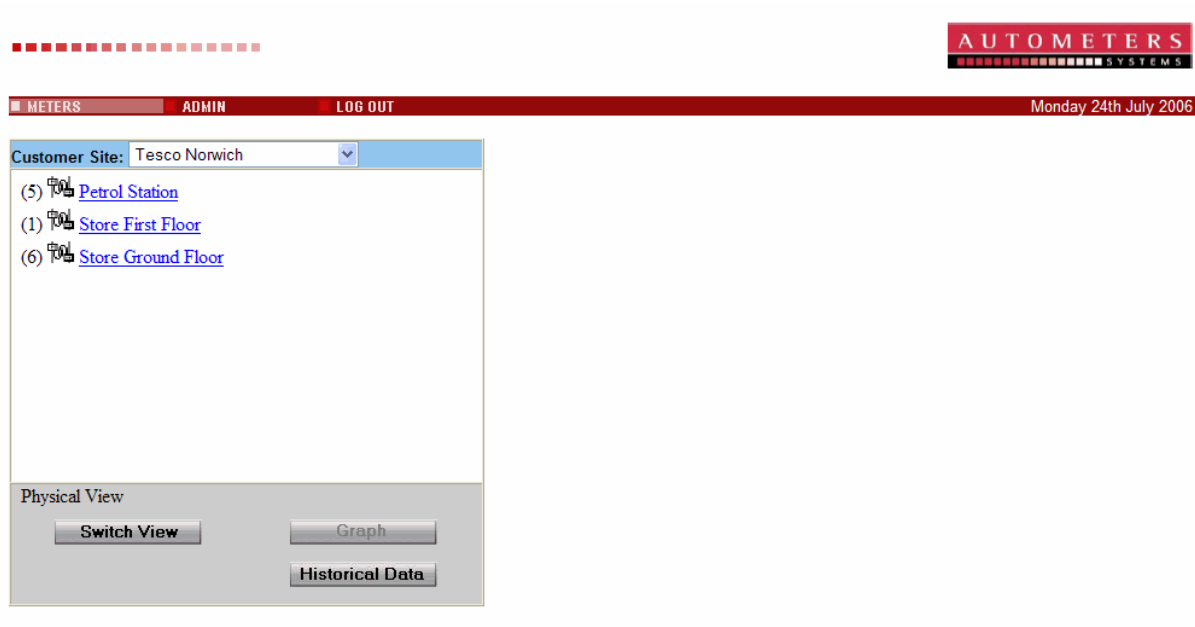 AUTOMETERS
SYSTEMS
METERS ADMIN LOG OUT Monday 24th July 2006
Customer Site: Tesco Norwich
(5) Petrol Station
(1) Store First Floor
(6) Store Ground Floor
Physical View
Switch View Graph
Historical Data